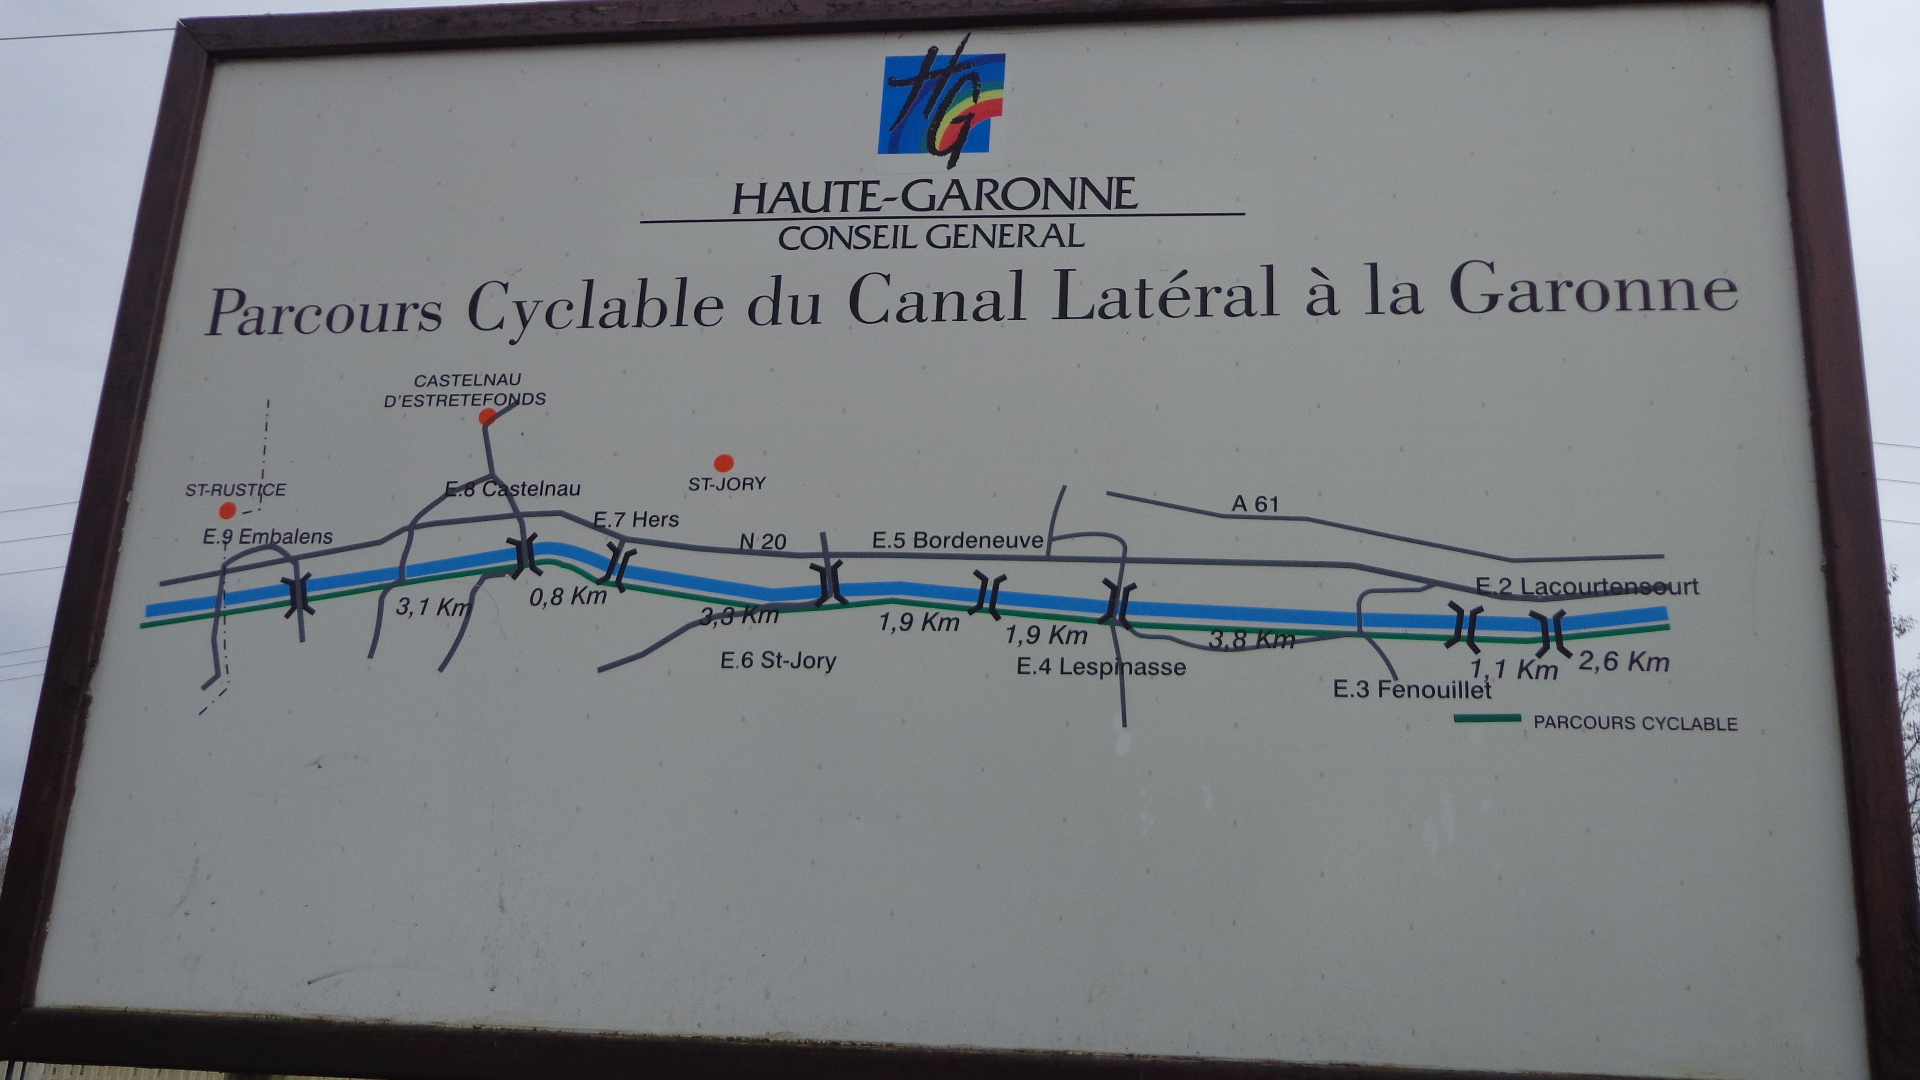 HG
HAUTE-GARONNE
CONSEIL GENERAL
Parcours Cyclable du Canal Latéral à la Garonne
CASTELNAU
D'ESTRETEFONDS
ST-RUSTICE
E.8 Castelnau
ST-JORY
A 61
E.9 Embalens
E.7 Hers
N 20
E.5 Bordeneuve
E.2 Lacourtensourt
3,1 Km
0,8 Km
3,3 Km
1,9 Km
1,9 Km
3,8 Km
1,1 Km
2,6 Km
E.6 St-Jory
E.4 Lespinasse
E.3 Fenouillet
PARCOURS CYCLABLE